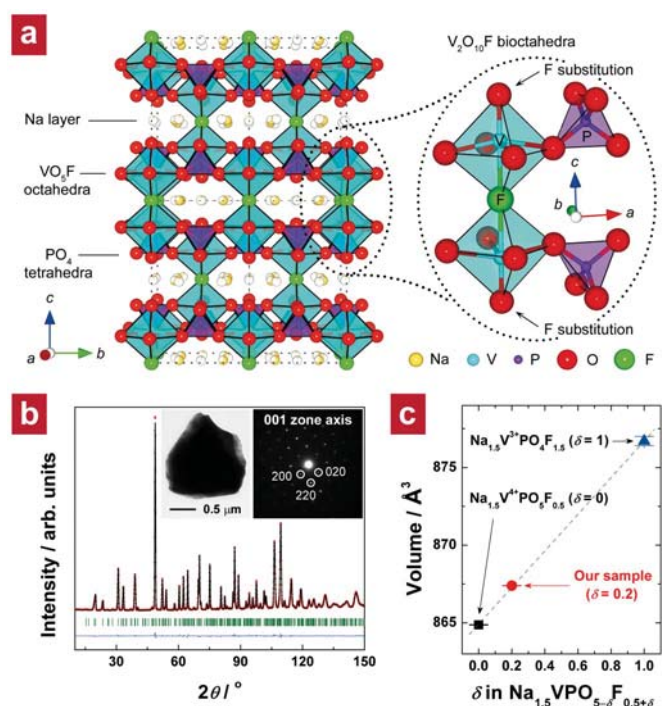 a
V₂O₁₀F bioctahedra
F substitution
Na layer
VO₅F
octahedra
PO₄
tetrahedra
V
P
F
c
b
a
F substitution
c
a
b
Na
V
P
O
F
b
Intensity / arb. units
001 zone axis
200
020
220
0.5 µm
30
60
90
120
150
2θ / °
c
Volume / Å³
875
870
865
Na₁.₅V³⁺PO₄F₁.₅ (δ = 1)
Na₁.₅V⁴⁺PO₅F₀.₅ (δ = 0)
Our sample
(δ = 0.2)
0.0
0.2
0.4
0.6
0.8
1.0
δ in Na₁.₅VPO₅₋δF₀.₅₊δ